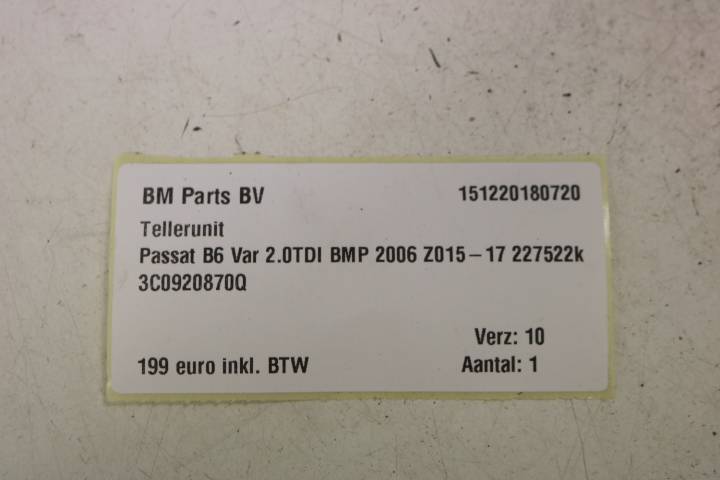 BM Parts BV 151220180720
Tellerunit
Passat B6 Var 2.0TDI BMP 2006 Z015-17 227522k
3C0920870Q
Verz: 10
199 euro inkl. BTW Aantal: 1